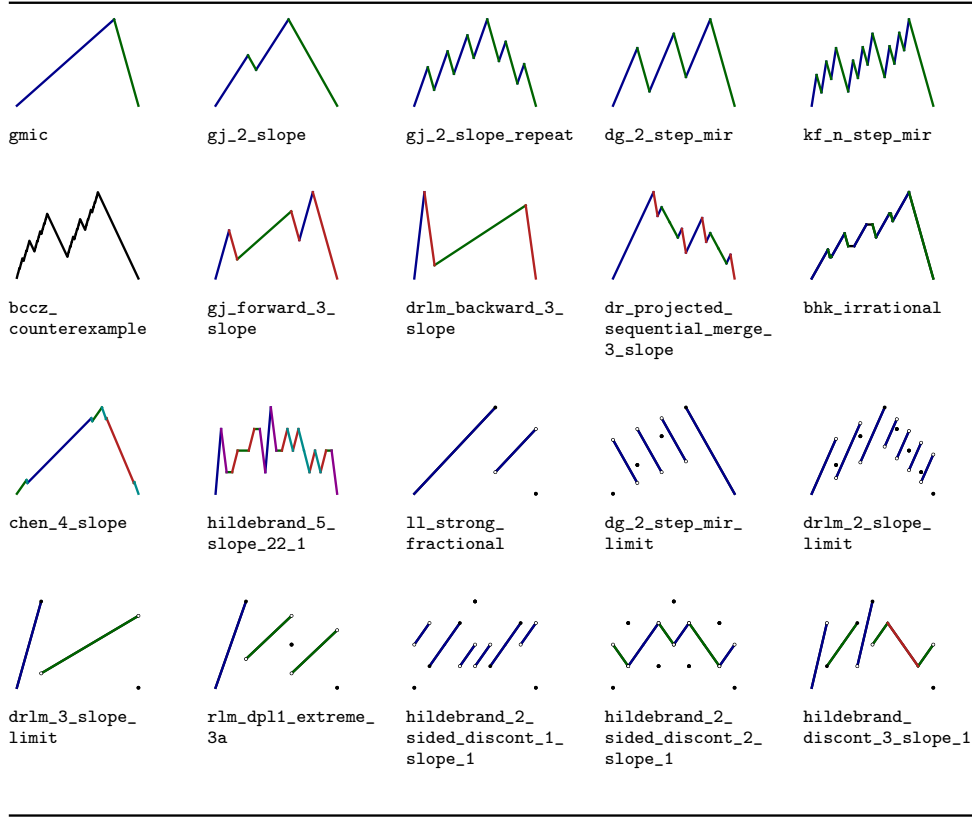 gmic
gj_2_slope
gj_2_slope_repeat
dg_2_step_mir
kf_n_step_mir
bccz_
counterexample
gj_forward_3_
slope
drlm_backward_3_
slope
dr_projected_
sequential_merge_
3_slope
bhk_irrational
chen_4_slope
hildebrand_5_
slope_22_1
ll_strong_
fractional
dg_2_step_mir_
limit
drlm_2_slope_
limit
drlm_3_slope_
limit
rlm_dpl1_extreme_
3a
hildebrand_2_
sided_discont_1_
slope_1
hildebrand_2_
sided_discont_2_
slope_1
hildebrand_
discont_3_slope_1